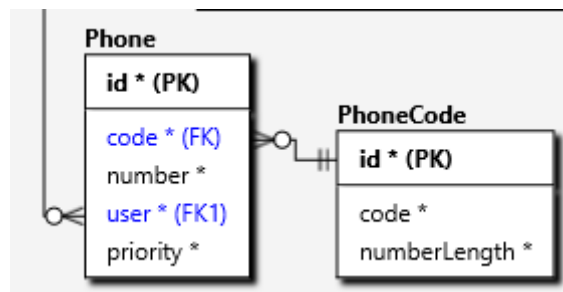 Phone
id * (PK)
code * (FK)
number *
user * (FK1)
priority *
PhoneCode
id * (PK)
code *
numberLength *